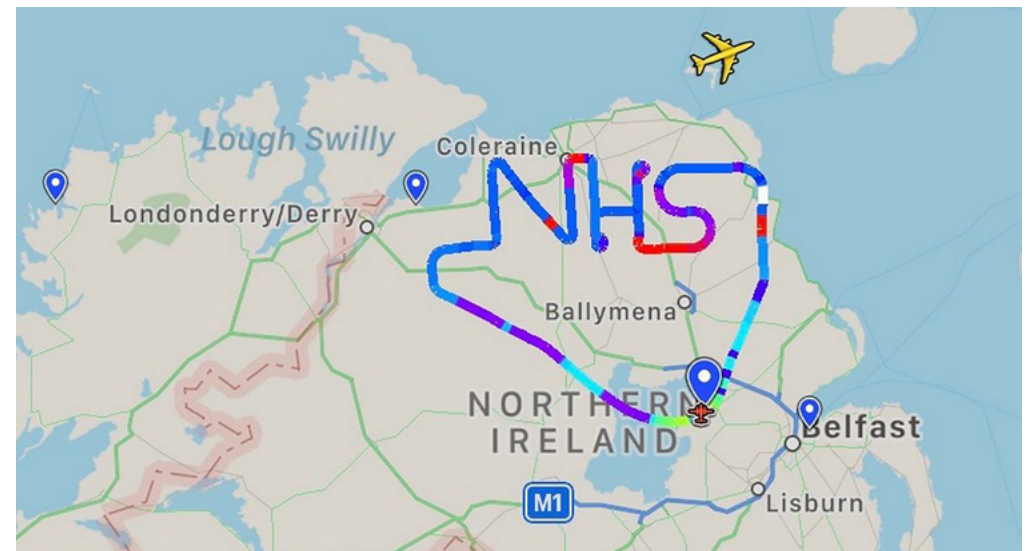 Lough Swilly
Coleraine
NHS
Londonderry/Derry
Ballymena
NORTHERN
IRELAND
Belfast
M1
Lisburn